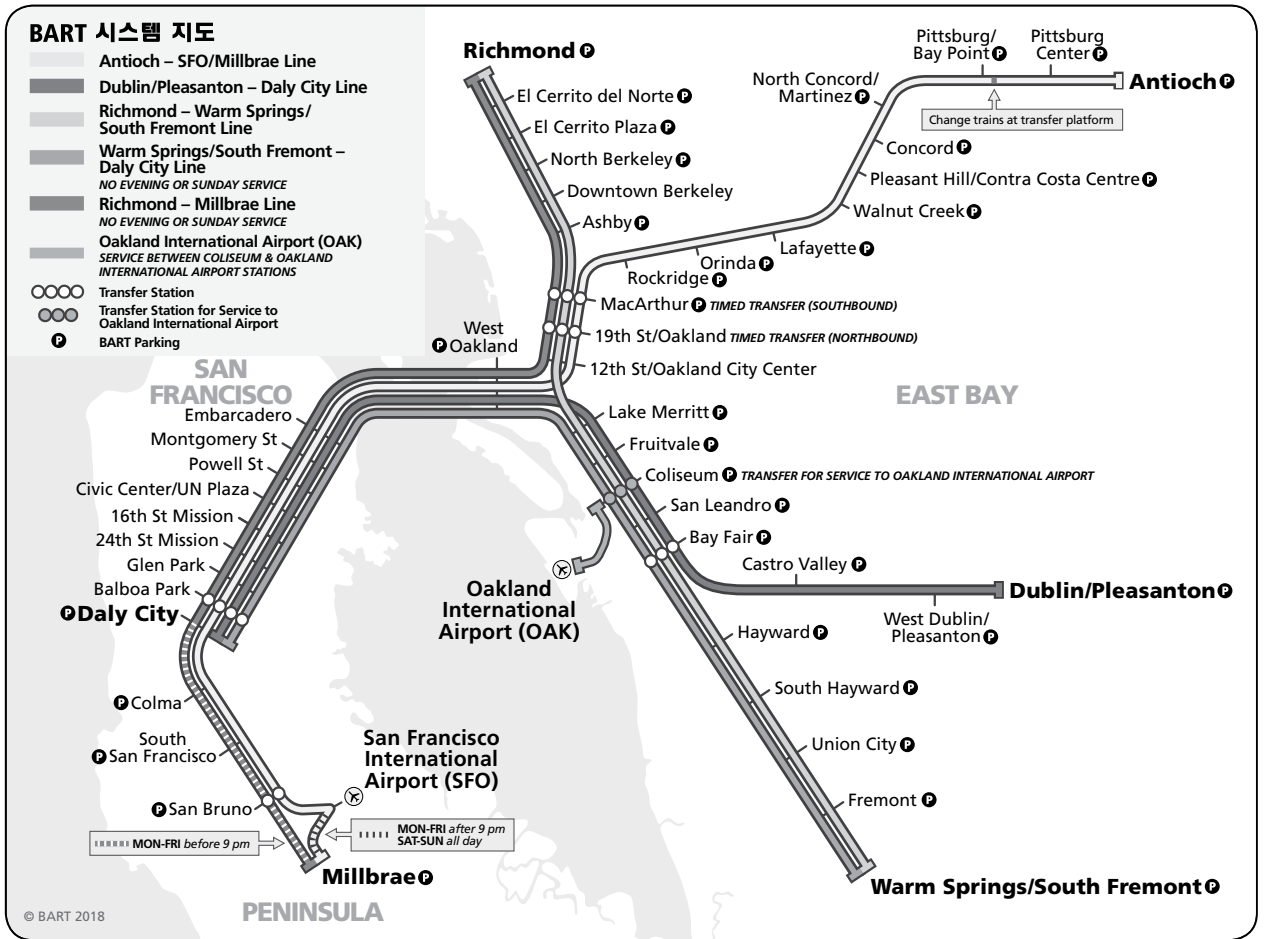 BART 시스템 지도
Antioch – SFO/Millbrae Line
Dublin/Pleasanton – Daly City Line
Richmond – Warm Springs/
South Fremont Line
Warm Springs/South Fremont –
Daly City Line
NO EVENING OR SUNDAY SERVICE
Richmond – Millbrae Line
NO EVENING OR SUNDAY SERVICE
Oakland International Airport (OAK)
SERVICE BETWEEN COLISEUM & OAKLAND
INTERNATIONAL AIRPORT STATIONS
Transfer Station
Transfer Station for Service to
Oakland International Airport
P BART Parking
Richmond P
El Cerrito del Norte P
El Cerrito Plaza P
North Berkeley P
Downtown Berkeley
Ashby P
Pittsburg/
Bay Point P
Pittsburg
Center P
Antioch P
Change trains at transfer platform
North Concord/
Martinez P
Concord P
Pleasant Hill/Contra Costa Centre P
Walnut Creek P
Lafayette P
Orinda P
Rockridge P
MacArthur P TIMED TRANSFER (SOUTHBOUND)
19th St/Oakland TIMED TRANSFER (NORTHBOUND)
12th St/Oakland City Center
West
P Oakland
SAN
FRANCISCO
EAST BAY
Embarcadero
Montgomery St
Powell St
Civic Center/UN Plaza
16th St Mission
24th St Mission
Glen Park
Balboa Park
P Daly City
Lake Merritt P
Fruitvale P
Coliseum P TRANSFER FOR SERVICE TO OAKLAND INTERNATIONAL AIRPORT
San Leandro P
Bay Fair P
Castro Valley P
Dublin/Pleasanton P
West Dublin/
Pleasanton P
Oakland
International
Airport (OAK)
Hayward P
South Hayward P
Union City P
Fremont P
Warm Springs/South Fremont P
P Colma
South
P San Francisco
San Francisco
International
Airport (SFO)
P San Bruno
MON-FRI before 9 pm
MON-FRI after 9 pm
SAT-SUN all day
Millbrae P
PENINSULA
© BART 2018